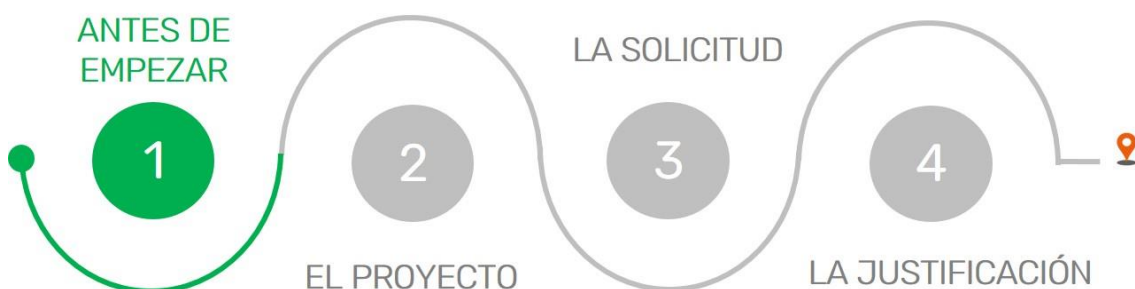 ANTES DE
EMPEZAR
1
2
EL PROYECTO
LA SOLICITUD
3
4
LA JUSTIFICACIÓN